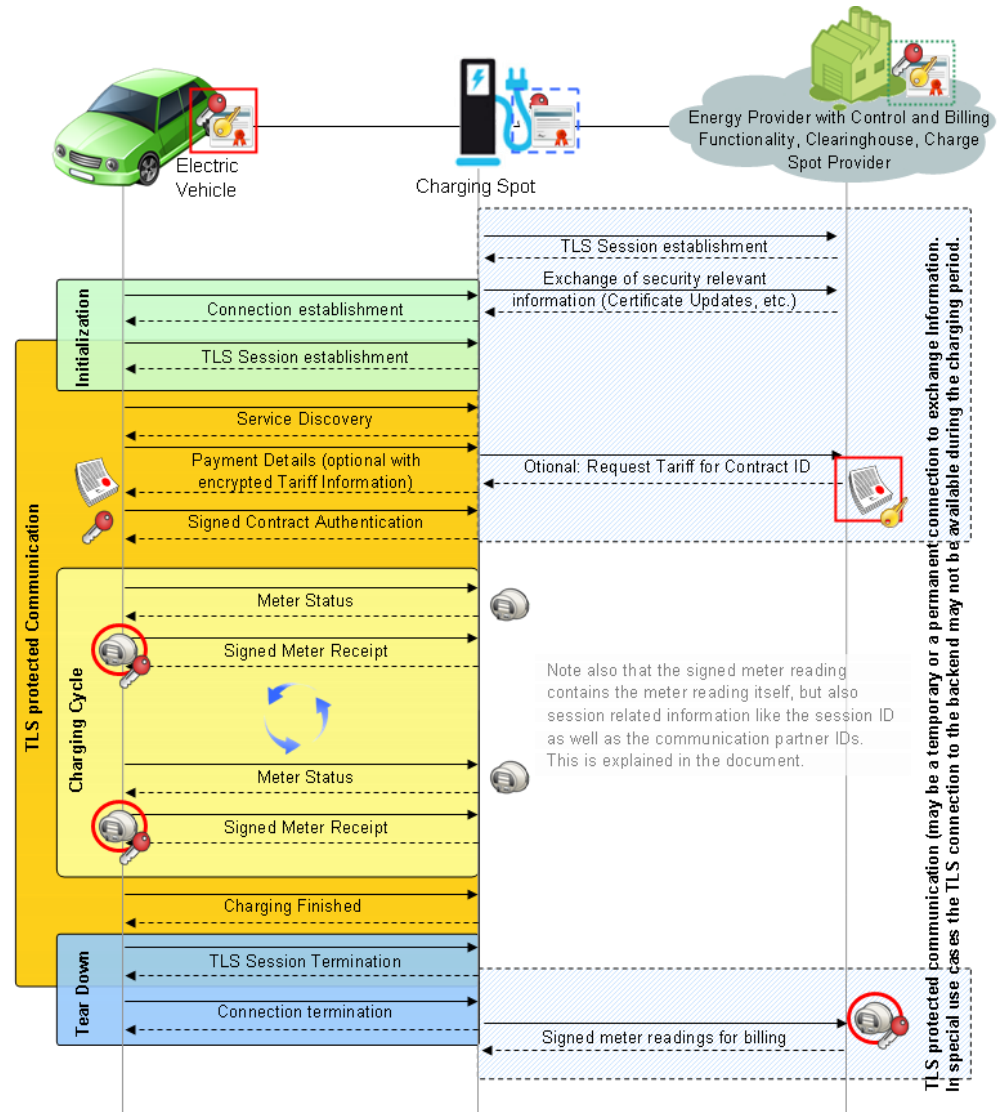 Electric
Vehicle
Charging Spot
Energy Provider with Control and Billing
Functionality, Clearinghouse, Charge
Spot Provider
TLS Session establishment
Exchange of security relevant
information (Certificate Updates, etc.)
Initialization
Connection establishment
TLS Session establishment
TLS protected Communication
Service Discovery
Payment Details (optional with
encrypted Tariff Information)
Otional: Request Tariff for Contract ID
Signed Contract Authentication
Charging Cycle
Meter Status
Signed Meter Receipt
Note also that the signed meter reading
contains the meter reading itself, but also
session related information like the session ID
as well as the communication partner IDs.
This is explained in the document.
Meter Status
Signed Meter Receipt
Charging Finished
Tear Down
TLS Session Termination
Connection termination
Signed meter readings for billing
TLS protected communication (may be a temporary or a permanent connection to exchange Information.
In special use cases the TLS connection to the backend may not be available during the charging period.